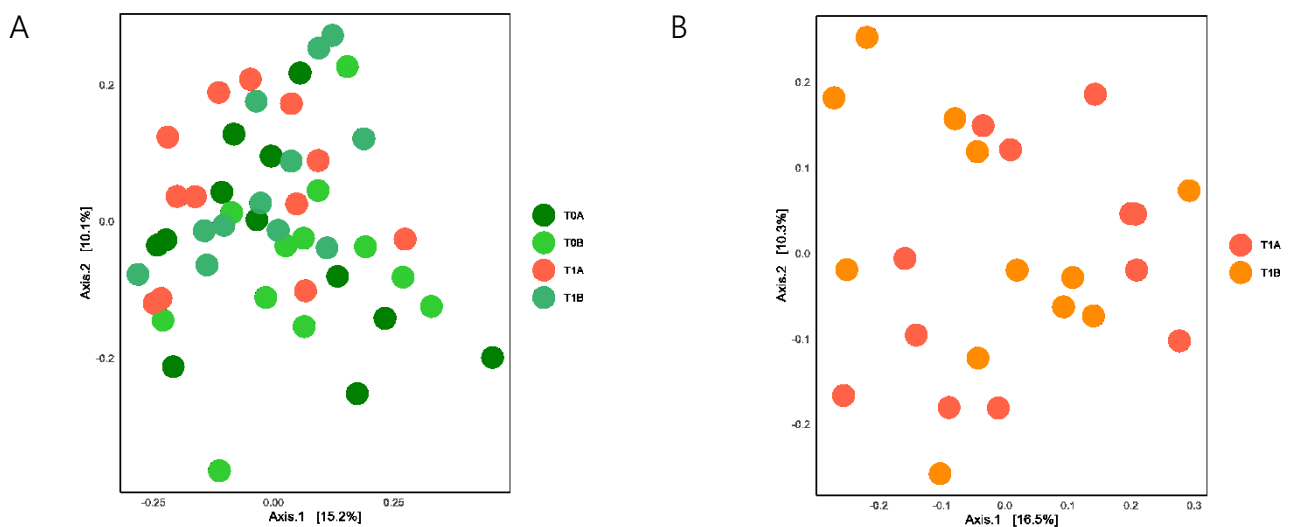 A
0.2
0.0
-0.2
Axis.2 [10.1%]
-0.25
0.00
0.25
Axis.1 [15.2%]
T0A
T0B
T1A
T1B
B
0.2
0.1
0.0
-0.1
-0.2
Axis.2 [10.3%]
-0.2
-0.1
0.0
0.1
0.2
0.3
Axis.1 [16.5%]
T1A
T1B